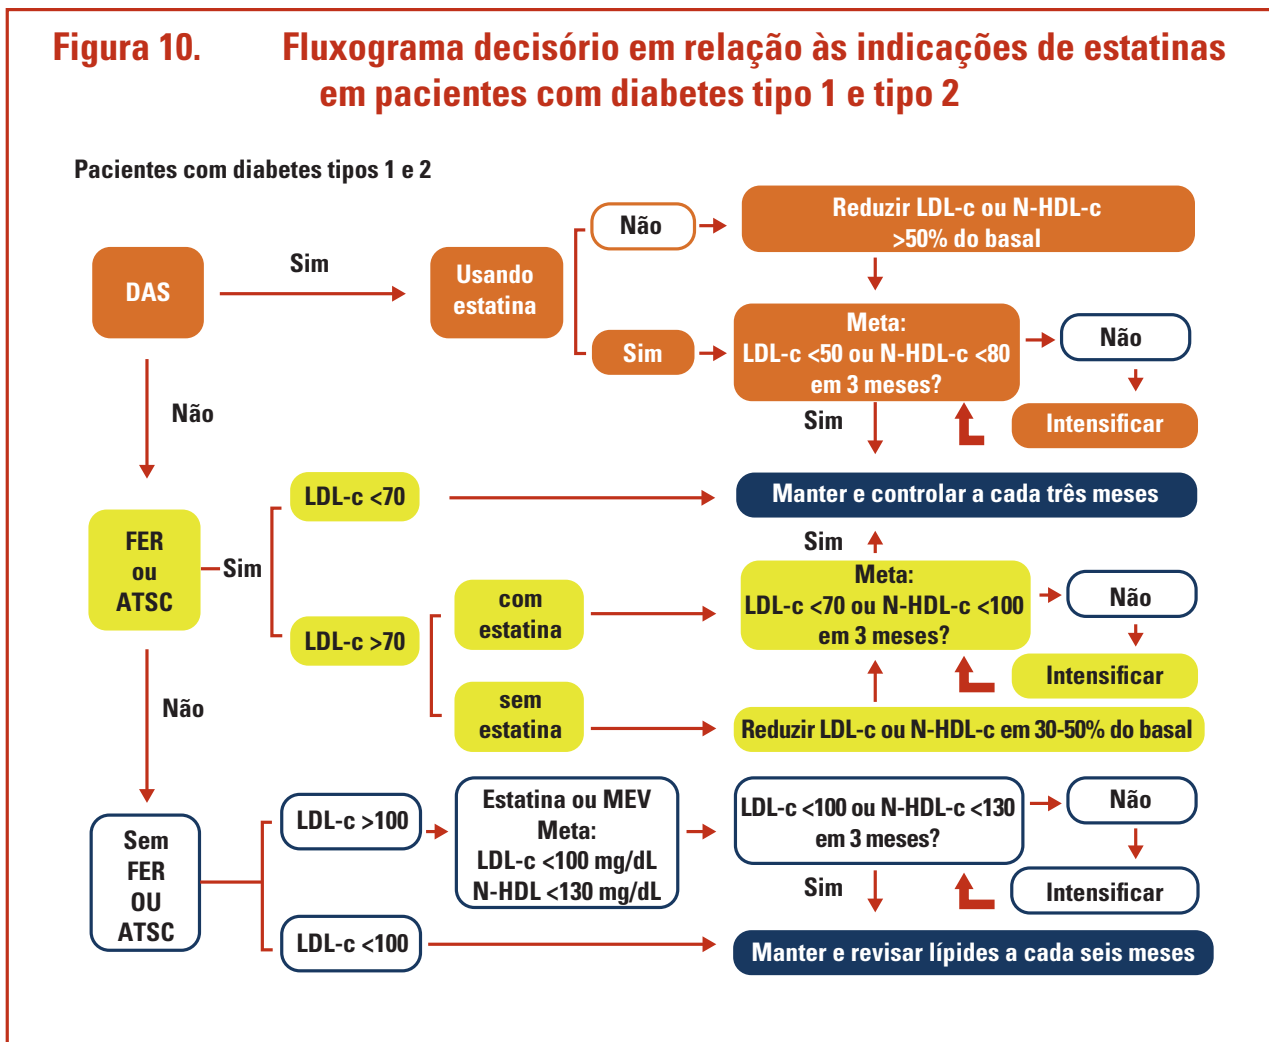 Figura 10. Fluxograma decisório em relação às indicações de estatinas
em pacientes com diabetes tipo 1 e tipo 2
Pacientes com diabetes tipos 1 e 2
DAS
Sim
Usando
estatina
Não
Reduzir LDL-c ou N-HDL-c
>50% do basal
Sim
Meta:
LDL-c <50 ou N-HDL-c <80
em 3 meses?
Não
Intensificar
Sim
Não
FER
ou
ATSC
Sim
LDL-c <70
Manter e controlar a cada três meses
Sim
LDL-c >70
com
estatina
Meta:
LDL-c <70 ou N-HDL-c <100
em 3 meses?
Não
Intensificar
sem
estatina
Reduzir LDL-c ou N-HDL-c em 30-50% do basal
Não
Sem
FER
OU
ATSC
LDL-c >100
Estatina ou MEV
Meta:
LDL-c <100 mg/dL
N-HDL <130 mg/dL
LDL-c <100 ou N-HDL-c <130
em 3 meses?
Não
Intensificar
Sim
LDL-c <100
Manter e revisar lípides a cada seis meses